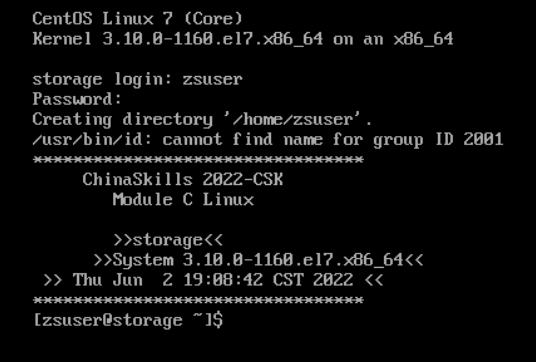 CentOS Linux 7 (Core)
Kernel 3.10.0-1160.el7.x86_64 on an x86_64
storage login: zsuser
Password:
Creating directory '/home/zsuser'.
/usr/bin/id: cannot find name for group ID 2001
*********************************
ChinaSkills 2022-CSK
Module C Linux
>>storage<<
>>System 3.10.0-1160.el7.x86_64<<
>> Thu Jun  2 19:08:42 CST 2022 <<
*********************************
[zsuser@storage ~]$